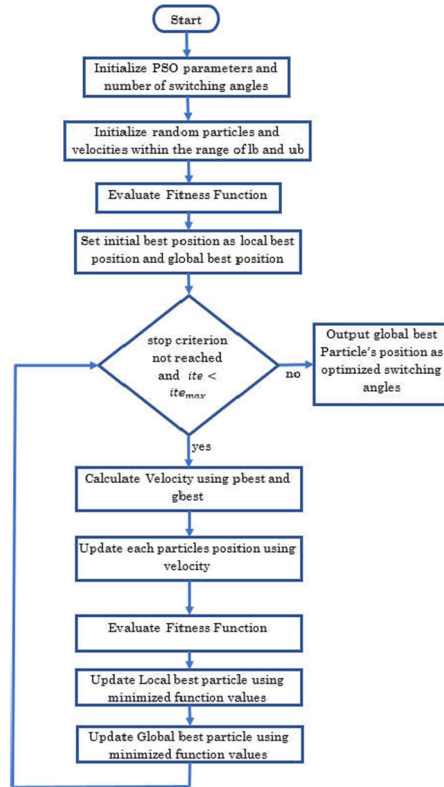 Start
Initialize PSO parameters and
number of switching angles
Initialize random particles and
velocities within the range of lb and ub
Evaluate Fitness Function
Set initial best position as local best
position and global best position
stop criterion
not reached
and ite <
ite_max
no
Output global best
Particle's position as
optimized switching
angles
yes
Calculate Velocity using pbest and
gbest
Update each particles position using
velocity
Evaluate Fitness Function
Update Local best particle using
minimized function values
Update Global best particle using
minimized function values